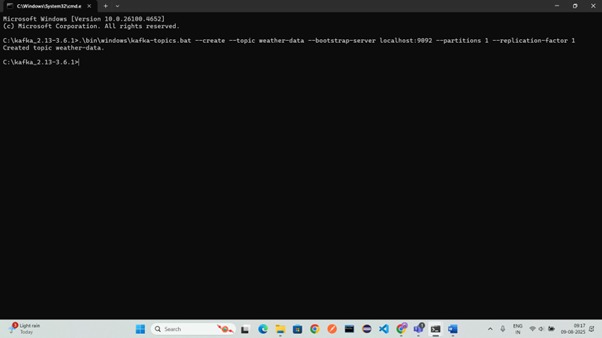 C:\Windows\System32\cmd.e
Microsoft Windows [Version 10.0.26100.4652]
(c) Microsoft Corporation. All rights reserved.
C:\kafka_2.13-3.6.1>.\bin\windows\kafka-topics.bat --create --topic weather-data --bootstrap-server localhost:9092 --partitions 1 --replication-factor 1
Created topic weather-data.
C:\kafka_2.13-3.6.1>
Light rain
Today
Search
ENG
IN
09:17
09-08-2025